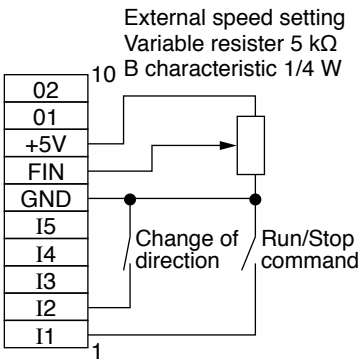 External speed setting
Variable resister 5 kΩ
B characteristic 1/4 W
10
02
01
+5V
FIN
GND
I5
I4
I3
I2
I1
1
Change of
direction
Run/Stop
command